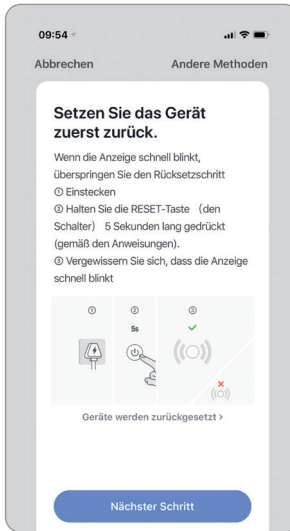 09:54
Abbrechen Andere Methoden
Setzen Sie das Gerät
zuerst zurück.
Wenn die Anzeige schnell blinkt,
überspringen Sie den Rücksetzschritt
① Einstecken
② Halten Sie die RESET-Taste （den
Schalter） 5 Sekunden lang gedrückt
(gemäß den Anweisungen).
③ Vergewissern Sie sich, dass die Anzeige
schnell blinkt
① ② ③
5s
Geräte werden zurückgesetzt >
Nächster Schritt